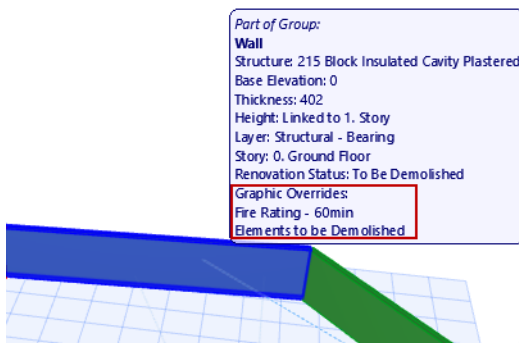 Part of Group:
Wall
Structure: 215 Block Insulated Cavity Plastered
Base Elevation: 0
Thickness: 402
Height: Linked to 1. Story
Layer: Structural - Bearing
Story: 0. Ground Floor
Renovation Status: To Be Demolished
Graphic Overrides:
Fire Rating - 60min
Elements to be Demolished